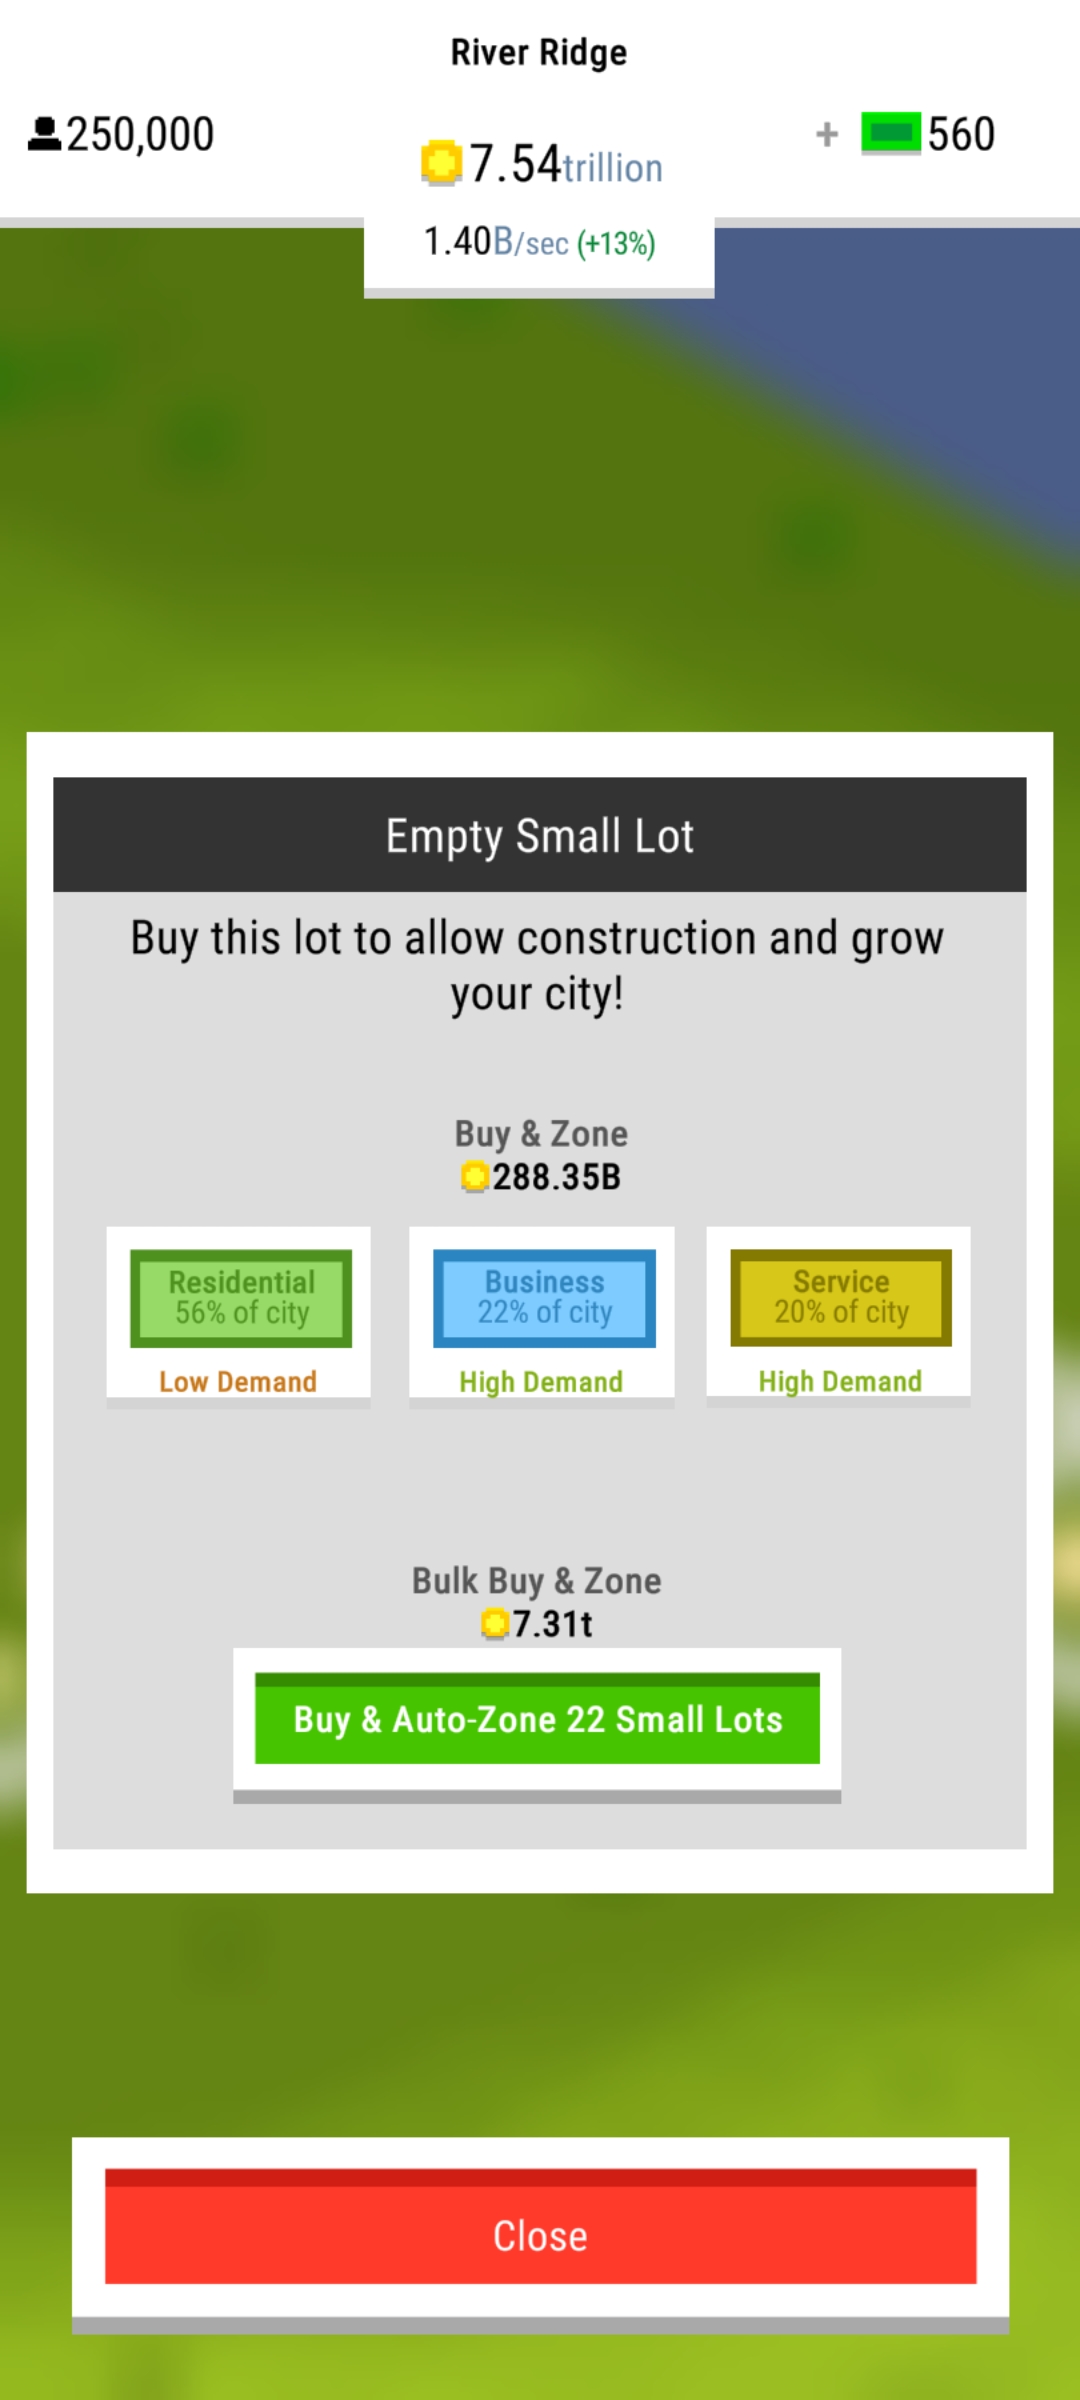 River Ridge
250,000
7.54trillion
+ 560
1.40B/sec (+13%)
Empty Small Lot
Buy this lot to allow construction and grow
your city!
Buy & Zone
288.35B
Residential
56% of city
Low Demand
Business
22% of city
High Demand
Service
20% of city
High Demand
Bulk Buy & Zone
7.31t
Buy & Auto-Zone 22 Small Lots
Close